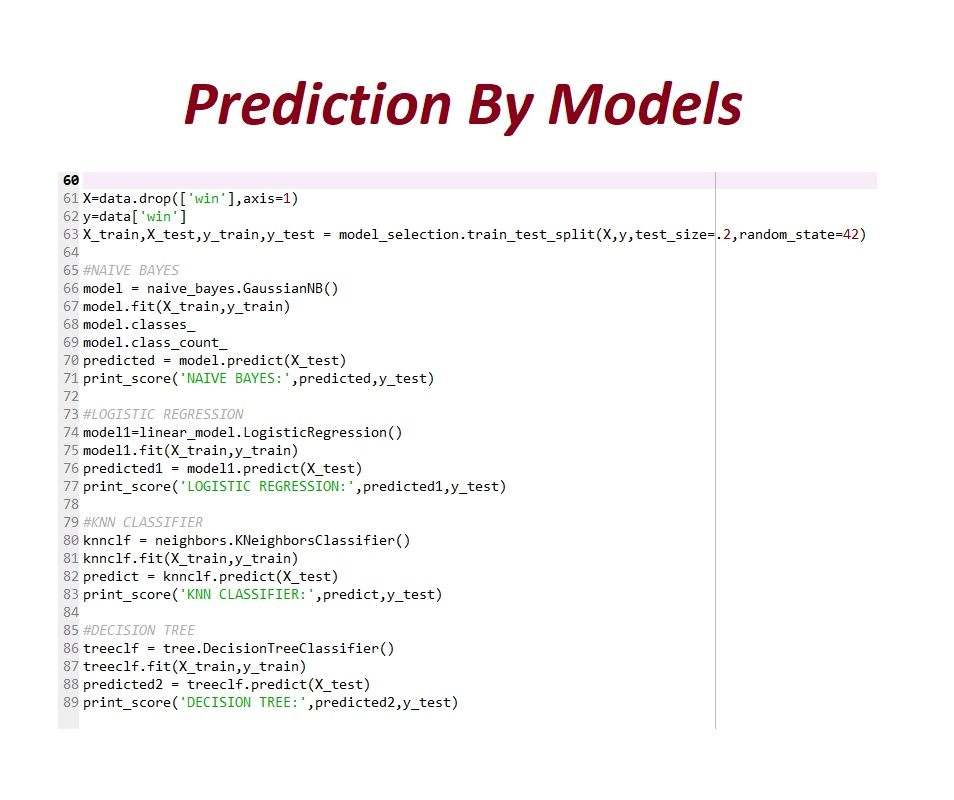 Prediction By Models
60
61 X=data.drop(['win'],axis=1)
62 y=data['win']
63 X_train,X_test,y_train,y_test = model_selection.train_test_split(X,y,test_size=.2,random_state=42)
64
65 #NAIVE BAYES
66 model = naive_bayes.GaussianNB()
67 model.fit(X_train,y_train)
68 model.classes_
69 model.class_count_
70 predicted = model.predict(X_test)
71 print_score('NAIVE BAYES:',predicted,y_test)
72
73 #LOGISTIC REGRESSION
74 model1=linear_model.LogisticRegression()
75 model1.fit(X_train,y_train)
76 predicted1 = model1.predict(X_test)
77 print_score('LOGISTIC REGRESSION:',predicted1,y_test)
78
79 #KNN CLASSIFIER
80 knnclf = neighbors.KNeighborsClassifier()
81 knnclf.fit(X_train,y_train)
82 predict = knnclf.predict(X_test)
83 print_score('KNN CLASSIFIER:',predict,y_test)
84
85 #DECISION TREE
86 treeclf = tree.DecisionTreeClassifier()
87 treeclf.fit(X_train,y_train)
88 predicted2 = treeclf.predict(X_test)
89 print_score('DECISION TREE:',predicted2,y_test)